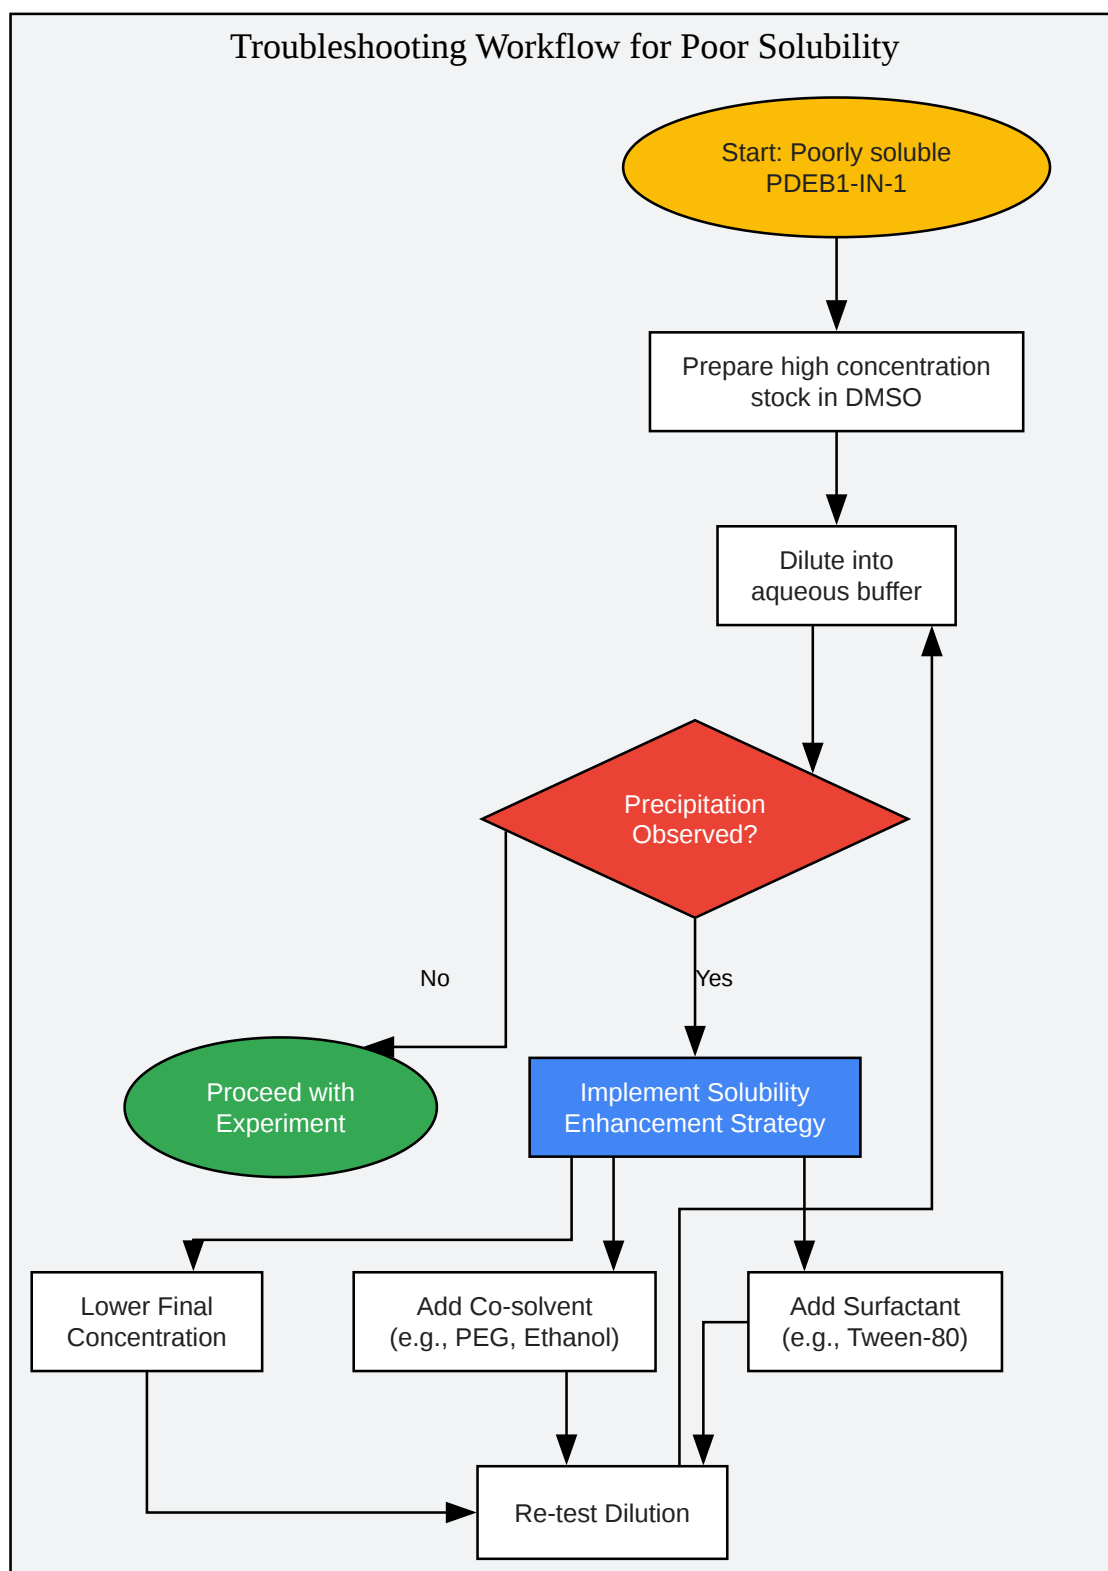 Troubleshooting Workflow for Poor Solubility
Start: Poorly soluble
PDEB1-IN-1
Prepare high concentration
stock in DMSO
Dilute into
aqueous buffer
Precipitation
Observed?
No
Yes
Proceed with
Experiment
Implement Solubility
Enhancement Strategy
Lower Final
Concentration
Add Co-solvent
(e.g., PEG, Ethanol)
Add Surfactant
(e.g., Tween-80)
Re-test Dilution